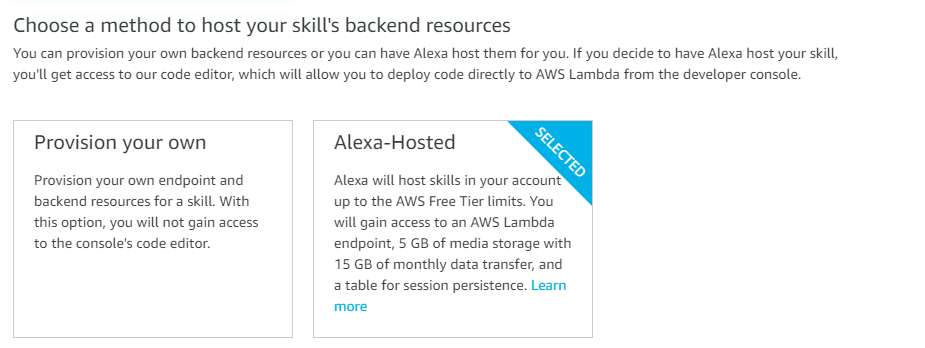 Choose a method to host your skill's backend resources
You can provision your own backend resources or you can have Alexa host them for you. If you decide to have Alexa host your skill,
you'll get access to our code editor, which will allow you to deploy code directly to AWS Lambda from the developer console.
Provision your own
Provision your own endpoint and
backend resources for a skill. With
this option, you will not gain access
to the console's code editor.
Alexa-Hosted
SELECTED
Alexa will host skills in your account
up to the AWS Free Tier limits. You
will gain access to an AWS Lambda
endpoint, 5 GB of media storage with
15 GB of monthly data transfer, and
a table for session persistence. Learn
more